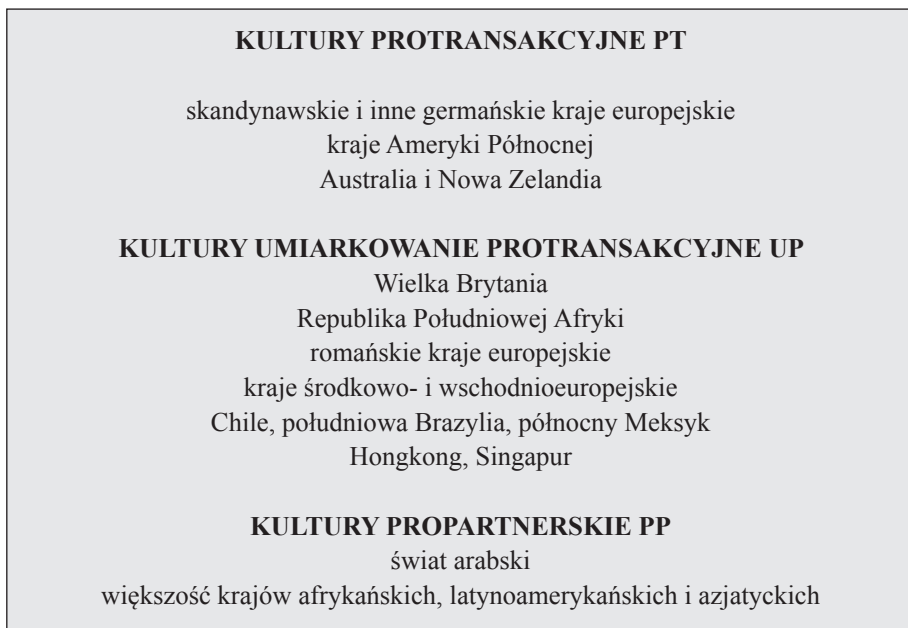 KULTURY PROTRANSAKCYJNE PT
skandynawskie i inne germańskie kraje europejskie
kraje Ameryki Północnej
Australia i Nowa Zelandia
KULTURY UMIARKOWANIE PROTRANSAKCYJNE UP
Wielka Brytania
Republika Południowej Afryki
romańskie kraje europejskie
kraje środkowo- i wschodnioeuropejskie
Chile, południowa Brazylia, północny Meksyk
Hongkong, Singapur
KULTURY PROPARTNERSKIE PP
świat arabski
większość krajów afrykańskich, latynoamerykańskich i azjatyckich